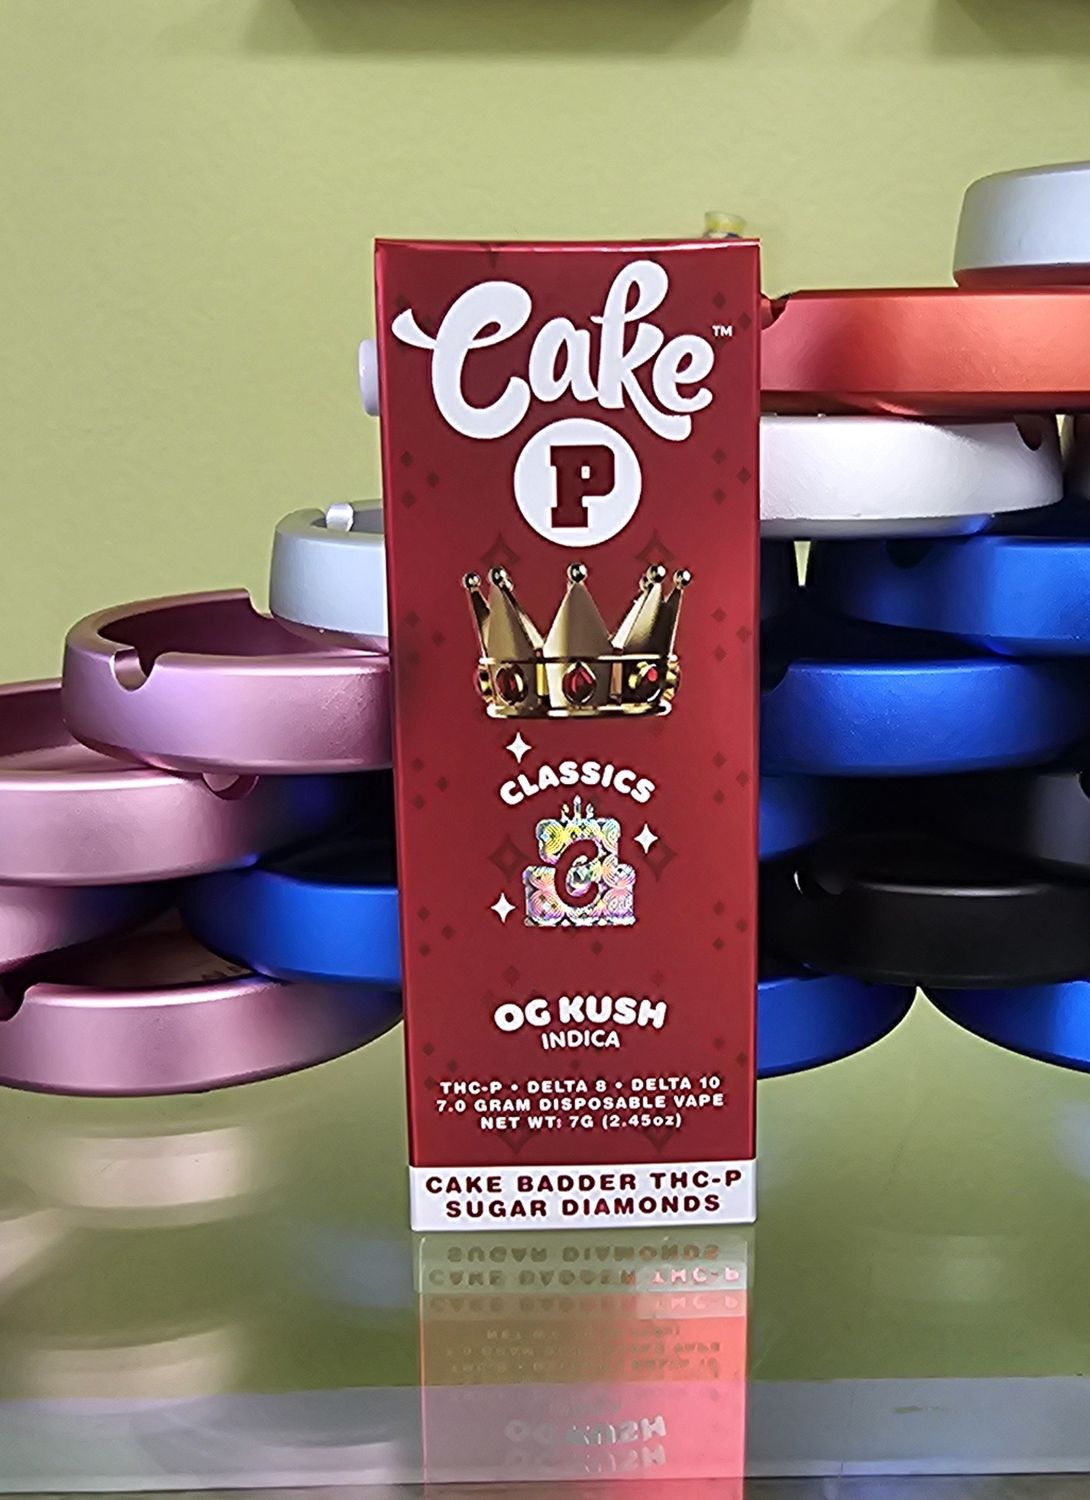 Cake™
P
CLASSICS
C
OG KUSH
INDICA
THC-P • DELTA 8 • DELTA 10
7.0 GRAM DISPOSABLE VAPE
NET WT: 7G (2.45oz)
CAKE BADDER THC-P
SUGAR DIAMONDS